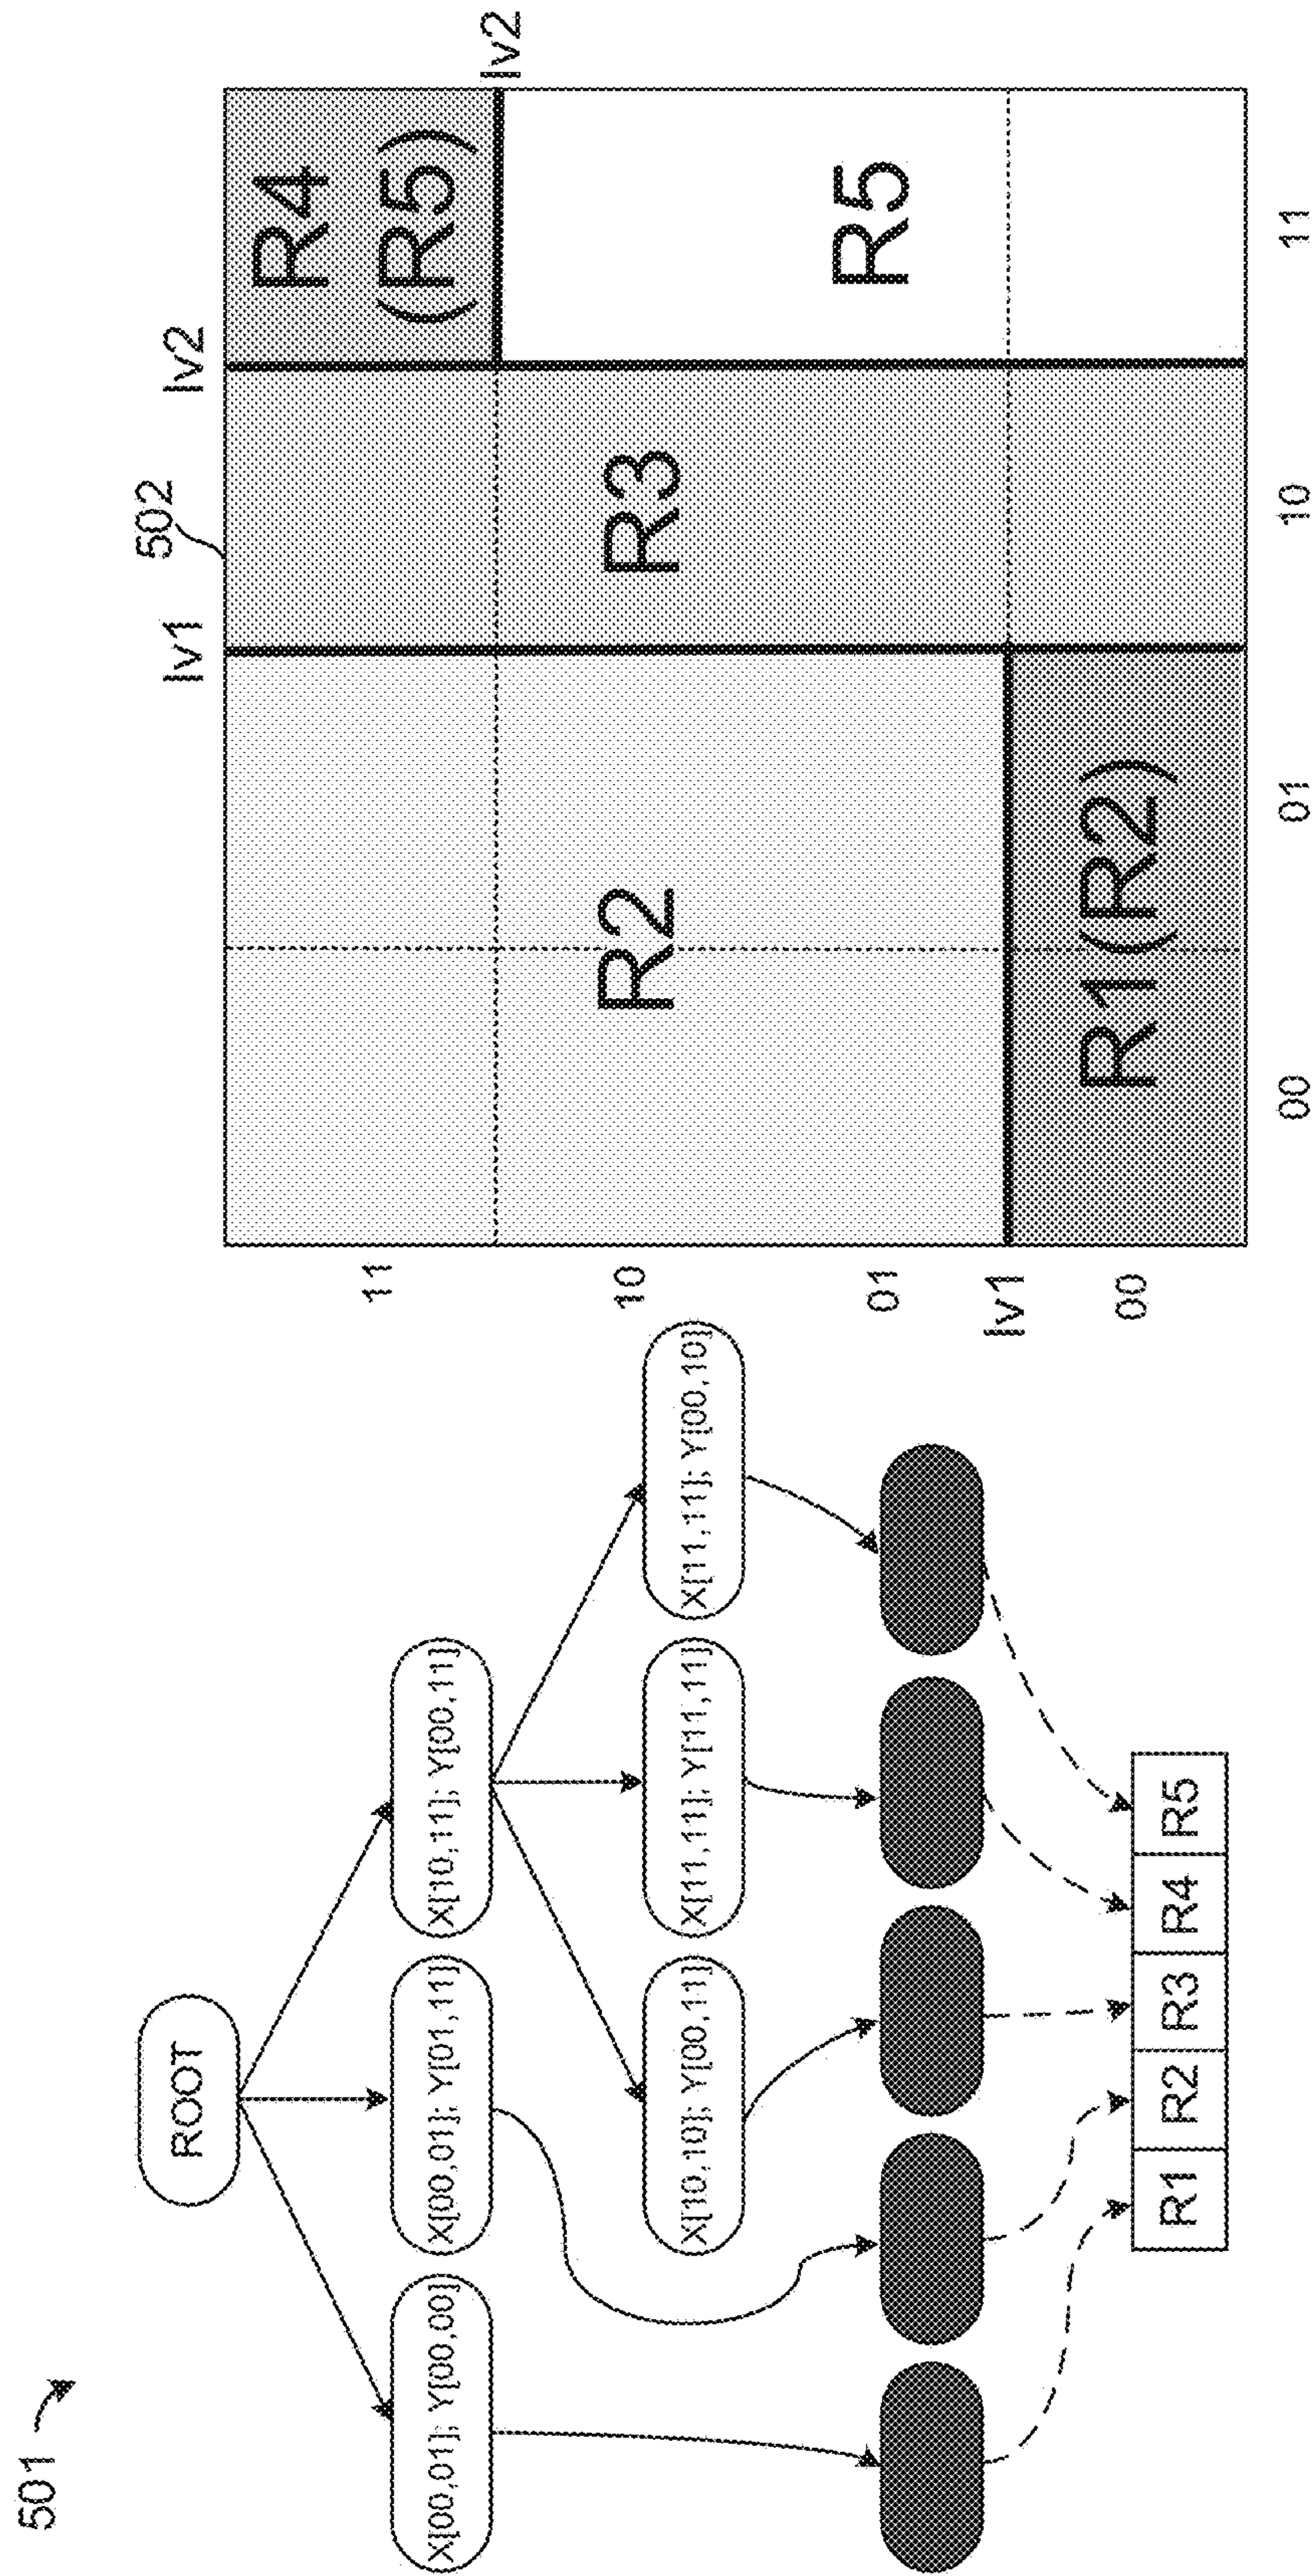 501
ROOT
X[00,01]; Y[00,00]
X[00,01]; Y[01,11]
X[10,11]; Y[00,11]
X[10,10]; Y[00,11]
X[11,11]; Y[11,11]
X[11,11]; Y[00,10]
R1 R2 R3 R4 R5
502
lv1
lv2
lv2
11
10
01
lv1
00
R2
R3
R4
(R5)
R5
R1(R2)
00
01
10
11